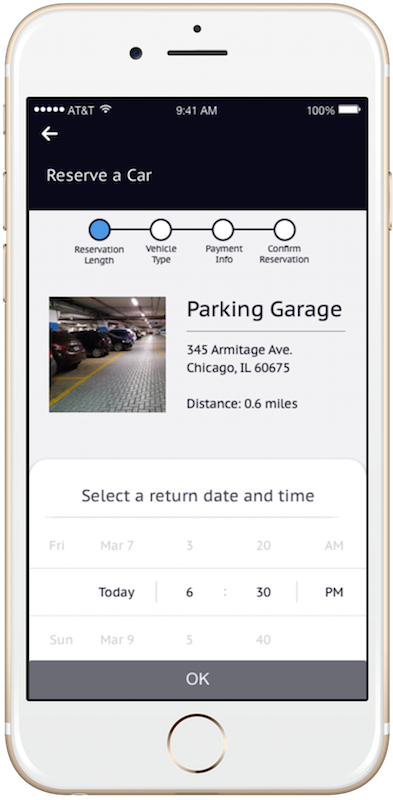 AT&T 9:41 AM 100%
Reserve a Car
Reservation Length
Vehicle Type
Payment Info
Confirm Reservation
Parking Garage
345 Armitage Ave.
Chicago, IL 60675
Distance: 0.6 miles
Select a return date and time
Fri Mar 7 3 20 AM
Today 6 : 30 PM
Sun Mar 9 5 40
OK